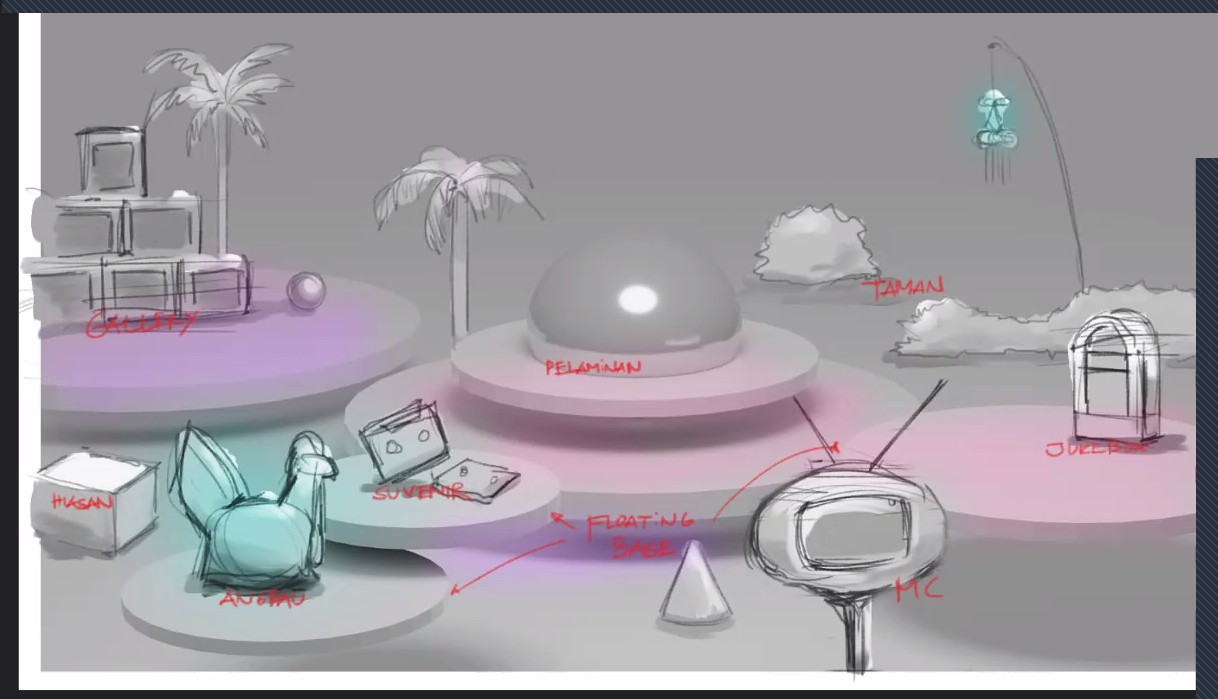 TAMAN
GALLERY
PELAMINAN
JUKEBOX
HIASAN
SUVENIR
FLOATING
BASE
ANGPAU
MC